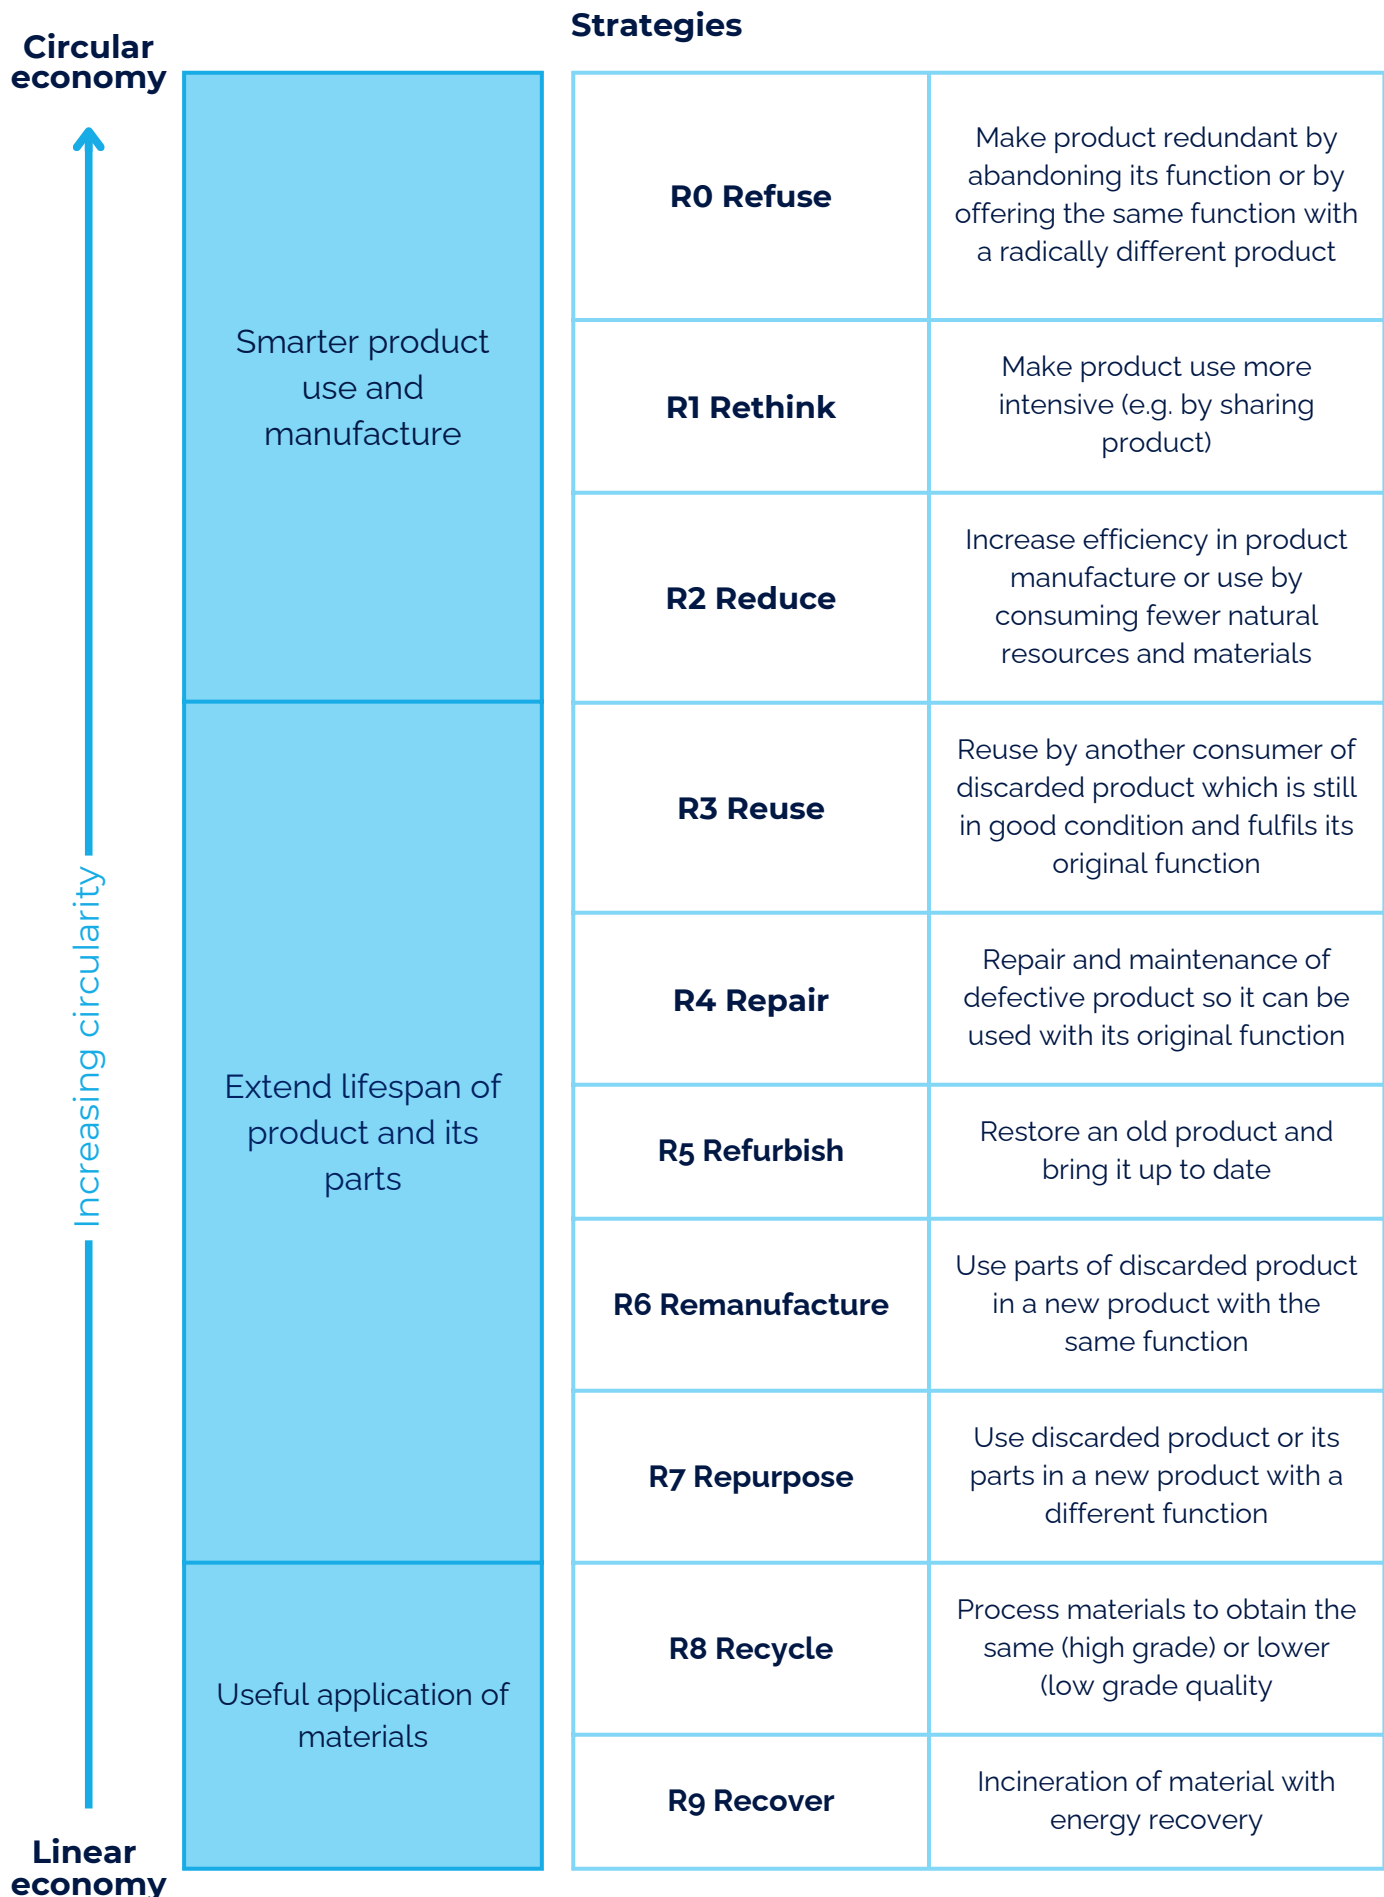 Strategies
Circular
economy
Increasing circularity
Linear
economy
Smarter product
use and
manufacture
R0 Refuse
Make product redundant by
abandoning its function or by
offering the same function with
a radically different product
R1 Rethink
Make product use more
intensive (e.g. by sharing
product)
R2 Reduce
Increase efficiency in product
manufacture or use by
consuming fewer natural
resources and materials
Extend lifespan of
product and its
parts
R3 Reuse
Reuse by another consumer of
discarded product which is still
in good condition and fulfils its
original function
R4 Repair
Repair and maintenance of
defective product so it can be
used with its original function
R5 Refurbish
Restore an old product and
bring it up to date
R6 Remanufacture
Use parts of discarded product
in a new product with the
same function
R7 Repurpose
Use discarded product or its
parts in a new product with a
different function
Useful application of
materials
R8 Recycle
Process materials to obtain the
same (high grade) or lower
(low grade quality
R9 Recover
Incineration of material with
energy recovery